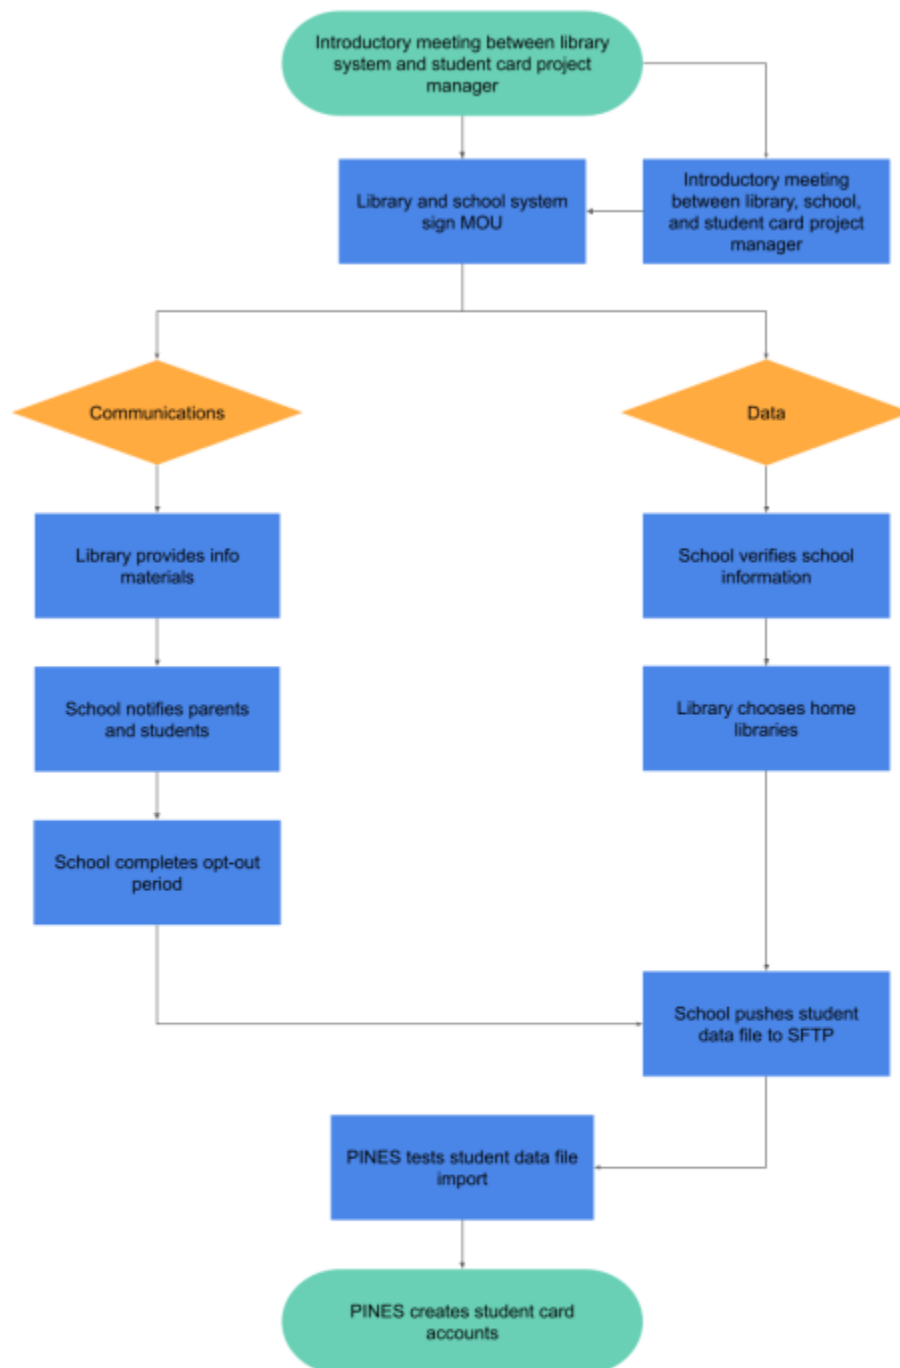 Introductory meeting between library
system and student card project
manager
Library and school system
sign MOU
Introductory meeting
between library, school,
and student card project
manager
Communications
Data
Library provides info
materials
School verifies school
information
School notifies parents
and students
Library chooses home
libraries
School completes opt-out
period
School pushes student
data file to SFTP
PINES tests student data file
import
PINES creates student card
accounts